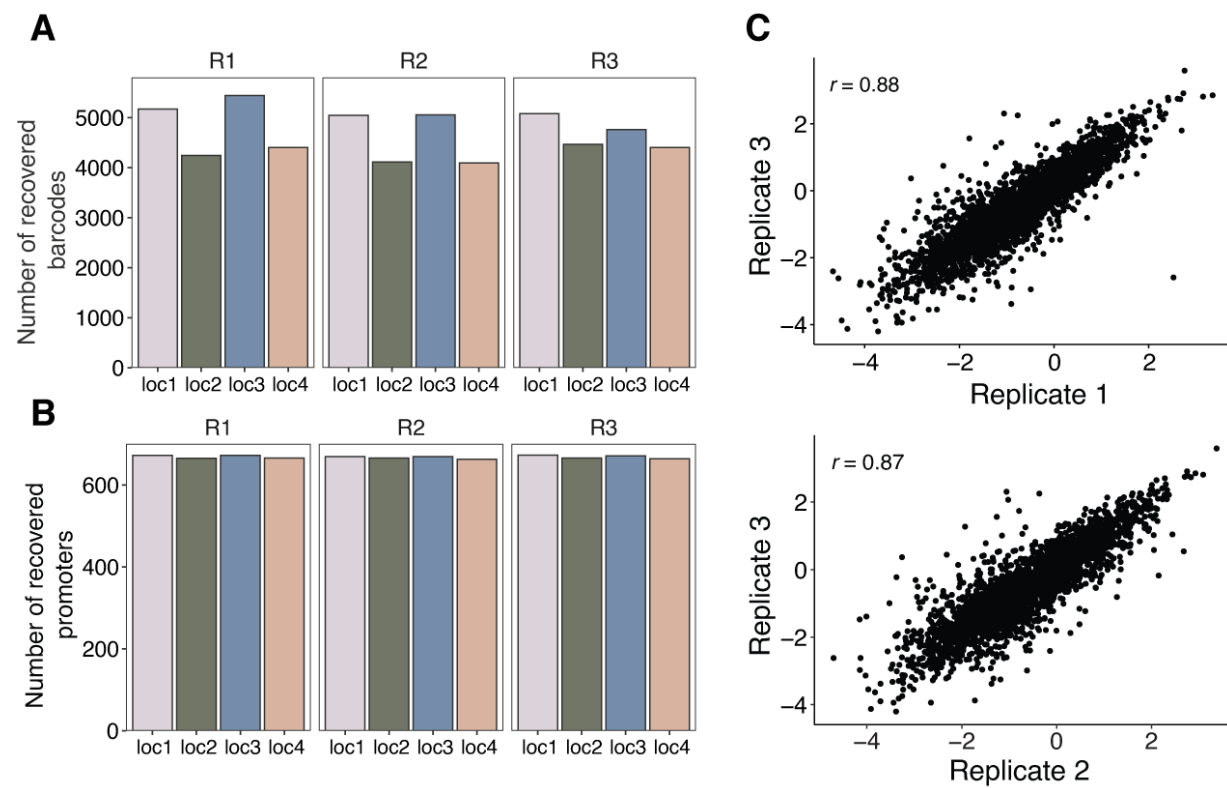 A
R1
R2
R3
Number of recovered
barcodes
5000
4000
3000
2000
1000
0
loc1 loc2 loc3 loc4
loc1 loc2 loc3 loc4
loc1 loc2 loc3 loc4
B
R1
R2
R3
Number of recovered
promoters
600
400
200
0
loc1 loc2 loc3 loc4
loc1 loc2 loc3 loc4
loc1 loc2 loc3 loc4
C
r = 0.88
Replicate 3
2
0
−2
−4
−4 −2 0 2
Replicate 1
r = 0.87
Replicate 3
2
0
−2
−4
−4 −2 0 2
Replicate 2